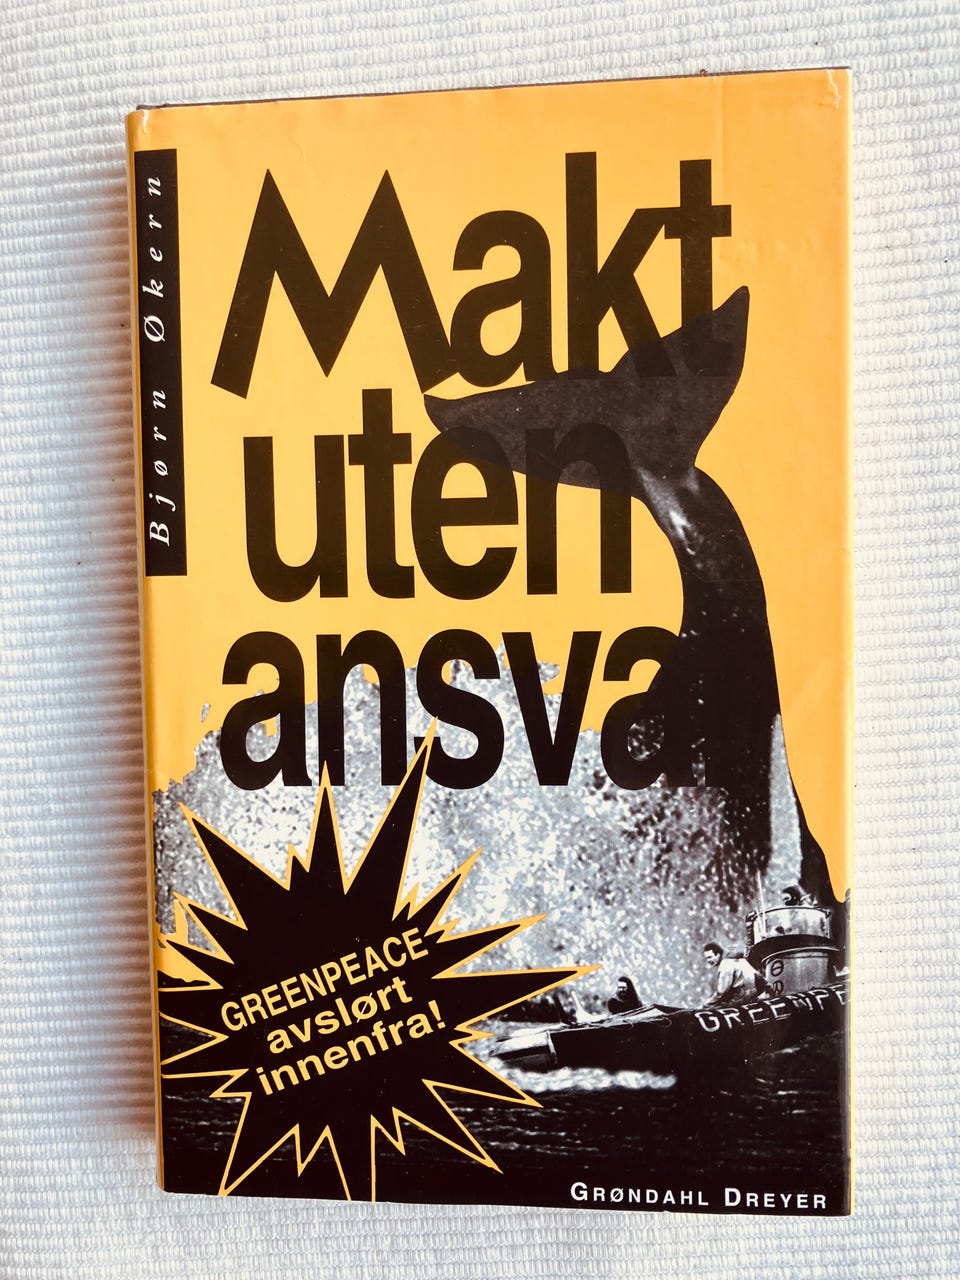 Bjørn Økern
Makt
uten
ansva
GREENPEACE
avslørt
innenfra!
GREENPE
GRØNDAHL DREYER